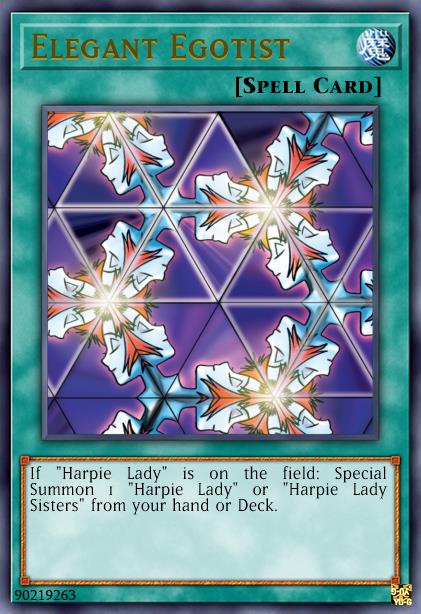 Elegant Egotist
魔
[Spell Card]
If "Harpie Lady" is on the field: Special
Summon 1 "Harpie Lady" or "Harpie Lady
Sisters" from your hand or Deck.
90219263